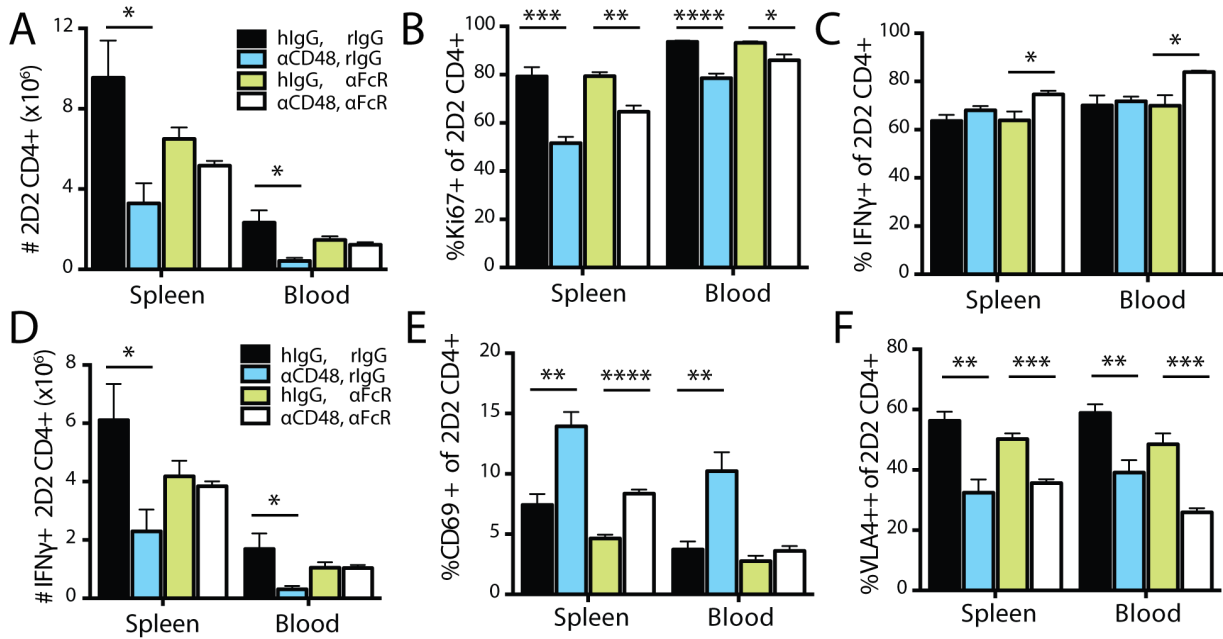 A
# 2D2 CD4+ (x10⁶)
12
8
4
0
*
*
hIgG, rIgG
αCD48, rIgG
hIgG, αFcR
αCD48, αFcR
Spleen
Blood
B
%Ki67+ of 2D2 CD4+
100
80
60
40
20
0
***
**
****
*
Spleen
Blood
C
% IFNγ+ of 2D2 CD4+
100
80
60
40
20
0
*
*
Spleen
Blood
D
#IFNγ+ 2D2 CD4+ (x10⁶)
8
6
4
2
0
*
*
hIgG, rIgG
αCD48, rIgG
hIgG, αFcR
αCD48, αFcR
Spleen
Blood
E
%CD69+ of 2D2 CD4+
20
15
10
5
0
**
****
**
Spleen
Blood
F
%VLA4++ of 2D2 CD4+
80
60
40
20
0
**
***
**
***
Spleen
Blood